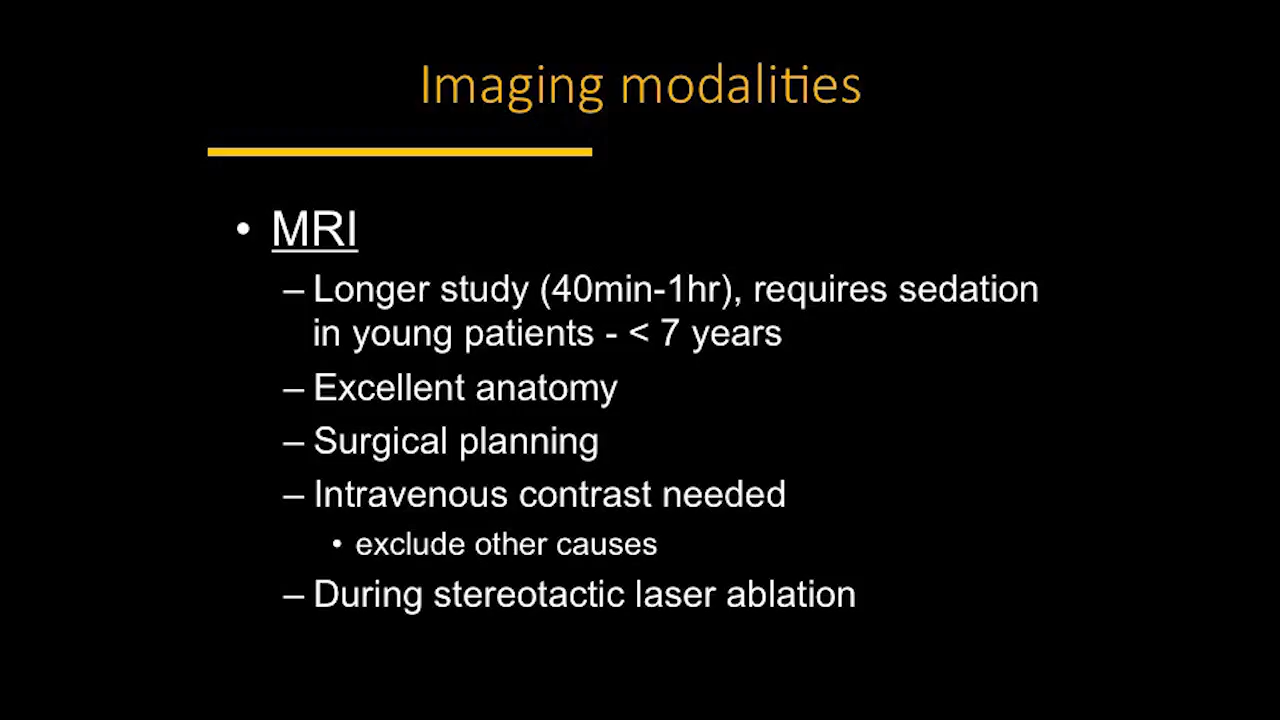 Imaging modalities
• MRI
– Longer study (40min-1hr), requires sedation
in young patients - < 7 years
– Excellent anatomy
– Surgical planning
– Intravenous contrast needed
• exclude other causes
– During stereotactic laser ablation